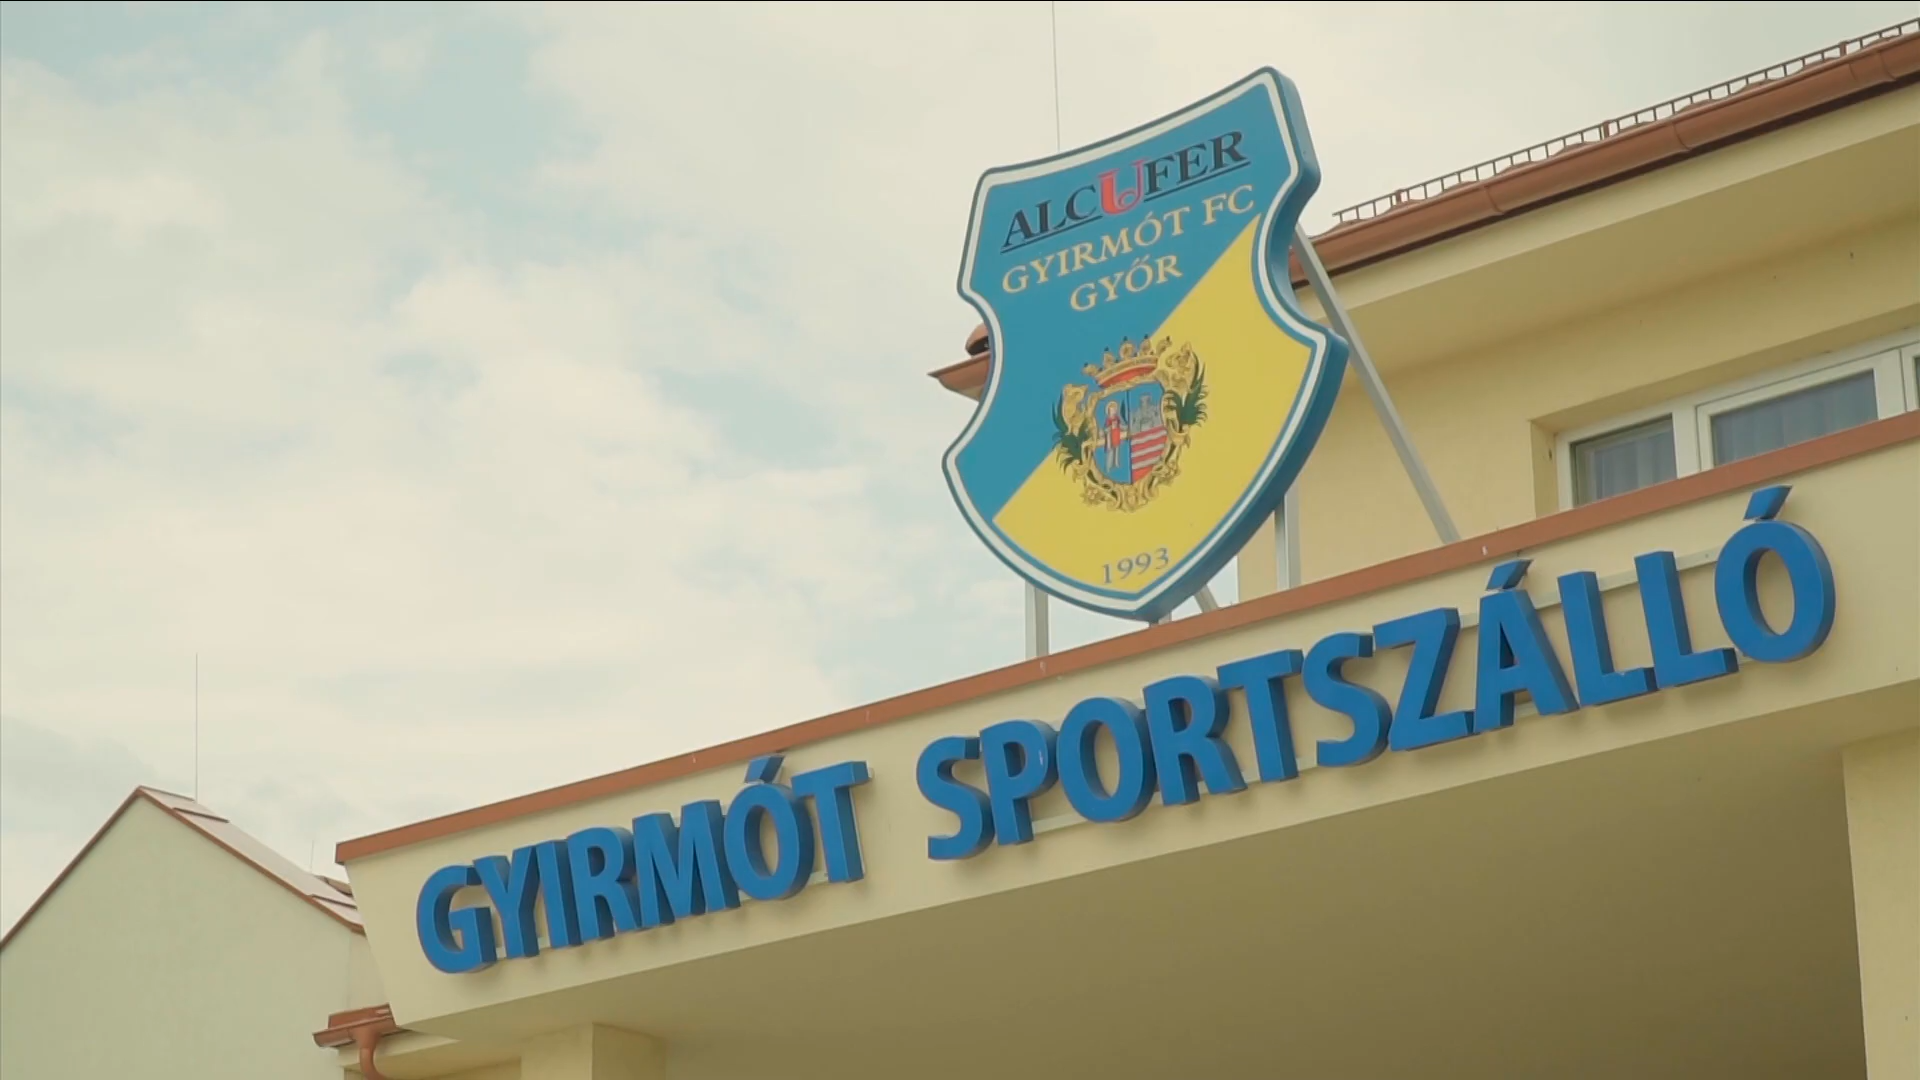 ALCUFER
GYIRMÓT FC
GYŐR
1993
GYIRMÓT SPORTSZÁLLÓ